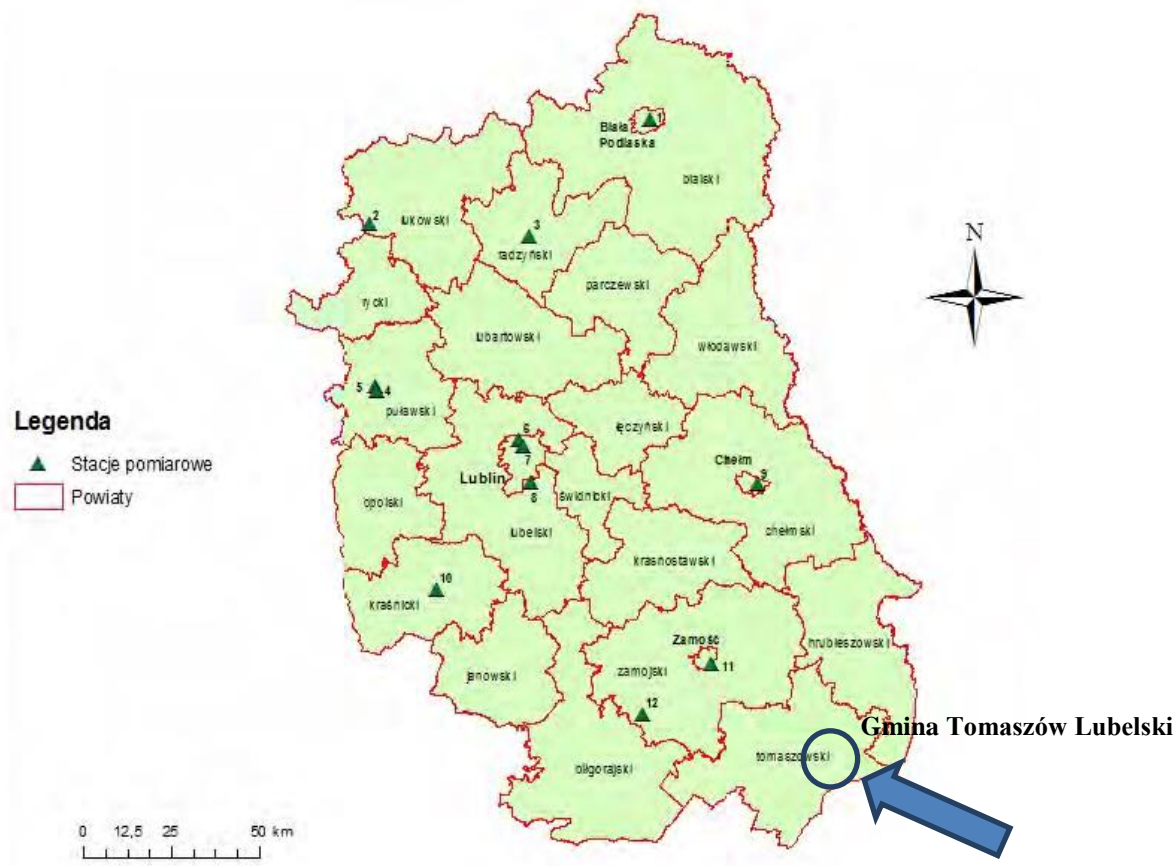 1
Biała
Podlaska
bialski
2
łukowski
3
radzyński
N
parczewski
rycki
lubartowski
włodawski
5
4
puławski
Legenda
Stacje pomiarowe
Powiaty
łęczyński
6
7
Lublin
8
świdnicki
Chełm
9
opolski
lubelski
chełmski
krasnostawski
10
kraśnicki
Zamość
hrubieszowski
zamojski
11
janowski
12
Gmina Tomaszów Lubelski
tomaszowski
biłgorajski
0 12,5 25 50 km